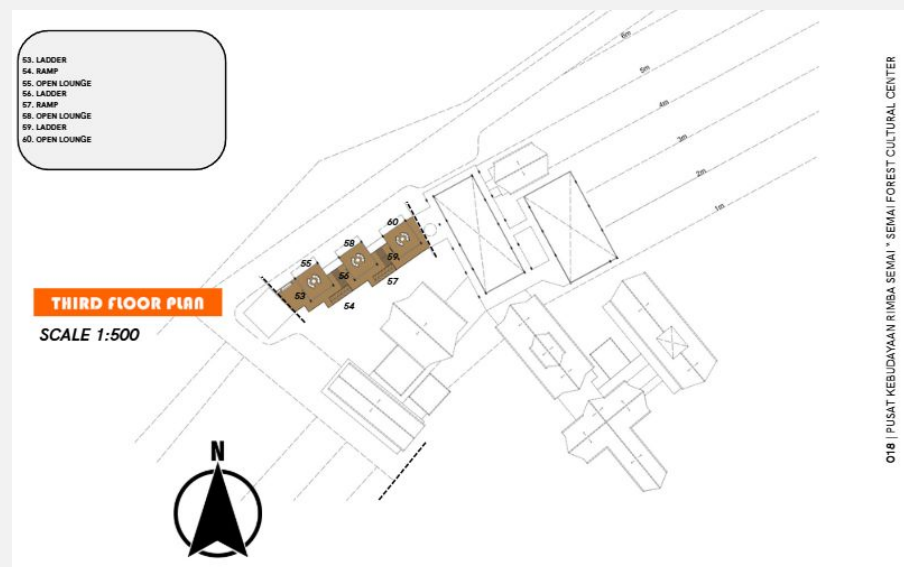 53. LADDER
54. RAMP
55. OPEN LOUNGE
56. LADDER
57. RAMP
58. OPEN LOUNGE
59. LADDER
60. OPEN LOUNGE
6m
5m
4m
3m
2m
1m
60
58
59
55
56
57
53
54
THIRD FLOOR PLAN
SCALE 1:500
N
018 | PUSAT KEBUDAYAAN RIMBA SEMAI " SEMAI FOREST CULTURAL CENTER